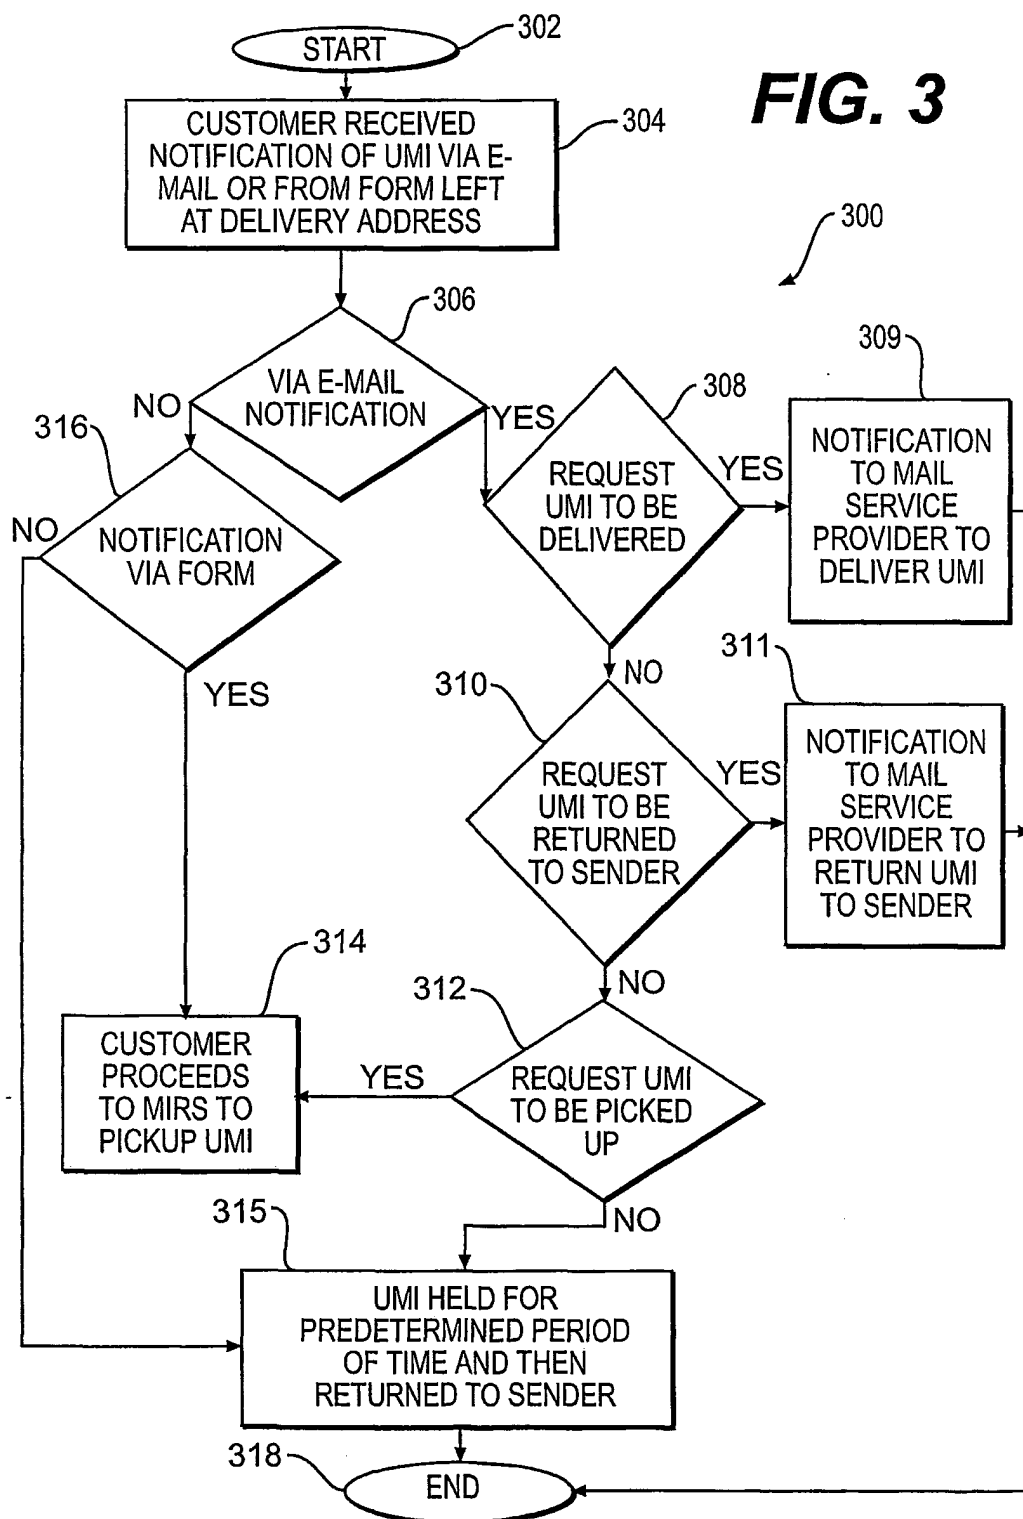 302
START
FIG. 3
CUSTOMER RECEIVED
NOTIFICATION OF UMI VIA E-
MAIL OR FROM FORM LEFT
AT DELIVERY ADDRESS
304
300
306
VIA E-MAIL
NOTIFICATION
NO
YES
308
REQUEST
UMI TO BE
DELIVERED
YES
309
NOTIFICATION
TO MAIL
SERVICE
PROVIDER TO
DELIVER UMI
316
NO
NOTIFICATION
VIA FORM
YES
NO
310
REQUEST
UMI TO BE
RETURNED
TO SENDER
YES
311
NOTIFICATION
TO MAIL
SERVICE
PROVIDER TO
RETURN UMI
TO SENDER
NO
312
REQUEST UMI
TO BE PICKED
UP
YES
314
CUSTOMER
PROCEEDS
TO MIRS TO
PICKUP UMI
NO
315
UMI HELD FOR
PREDETERMINED PERIOD
OF TIME AND THEN
RETURNED TO SENDER
318
END